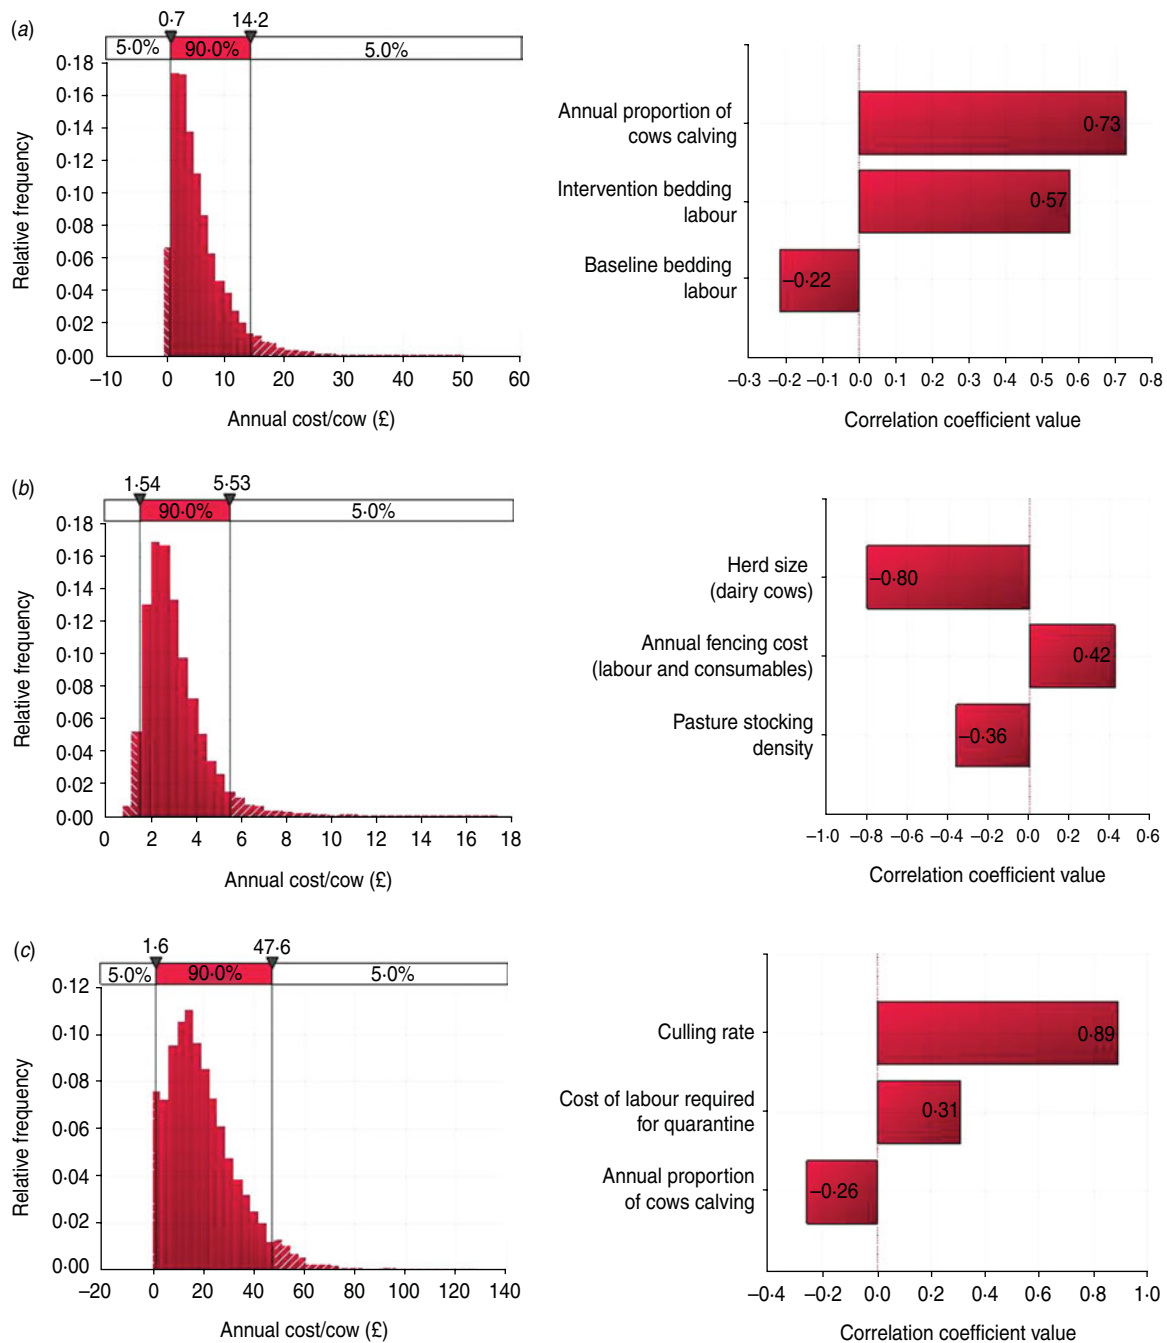 (a)
0·7 14·2
5·0% 90·0% 5.0%
0·18
0·16
0·14
0·12
0·10
0·08
0·06
0·04
0·02
0·00
Relative frequency
–10 0 10 20 30 40 50 60
Annual cost/cow (£)
Annual proportion of
cows calving
0·73
Intervention bedding
labour
0·57
Baseline bedding
labour
–0·22
–0·3 –0·2 –0·1 0·0 0·1 0·2 0·3 0·4 0·5 0·6 0·7 0·8
Correlation coefficient value
(b)
1·54 5·53
90·0% 5·0%
0·18
0·16
0·14
0·12
0·10
0·08
0·06
0·04
0·02
0·00
Relative frequency
0 2 4 6 8 10 12 14 16 18
Annual cost/cow (£)
Herd size
(dairy cows)
–0·80
Annual fencing cost
(labour and consumables)
0·42
Pasture stocking
density
–0·36
–1·0 –0·8 –0·6 –0·4 –0·2 0·0 0·2 0·4 0·6
Correlation coefficient value
(c)
1·6 47·6
5·0% 90·0% 5·0%
0·12
0·10
0·08
0·06
0·04
0·02
0·00
Relative frequency
–20 0 20 40 60 80 100 120 140
Annual cost/cow (£)
Culling rate
0·89
Cost of labour required
for quarantine
0·31
Annual proportion
of cows calving
–0·26
–0·4 –0·2 0·0 0·2 0·4 0·6 0·8 1·0
Correlation coefficient value